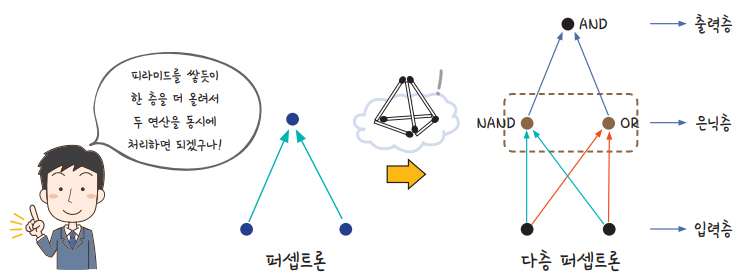 피라미드를 쌓듯이
한 층을 더 올려서
두 연산을 동시에
처리하면 되겠구나!
퍼셉트론
!
AND
출력층
NAND
OR
은닉층
입력층
다층 퍼셉트론